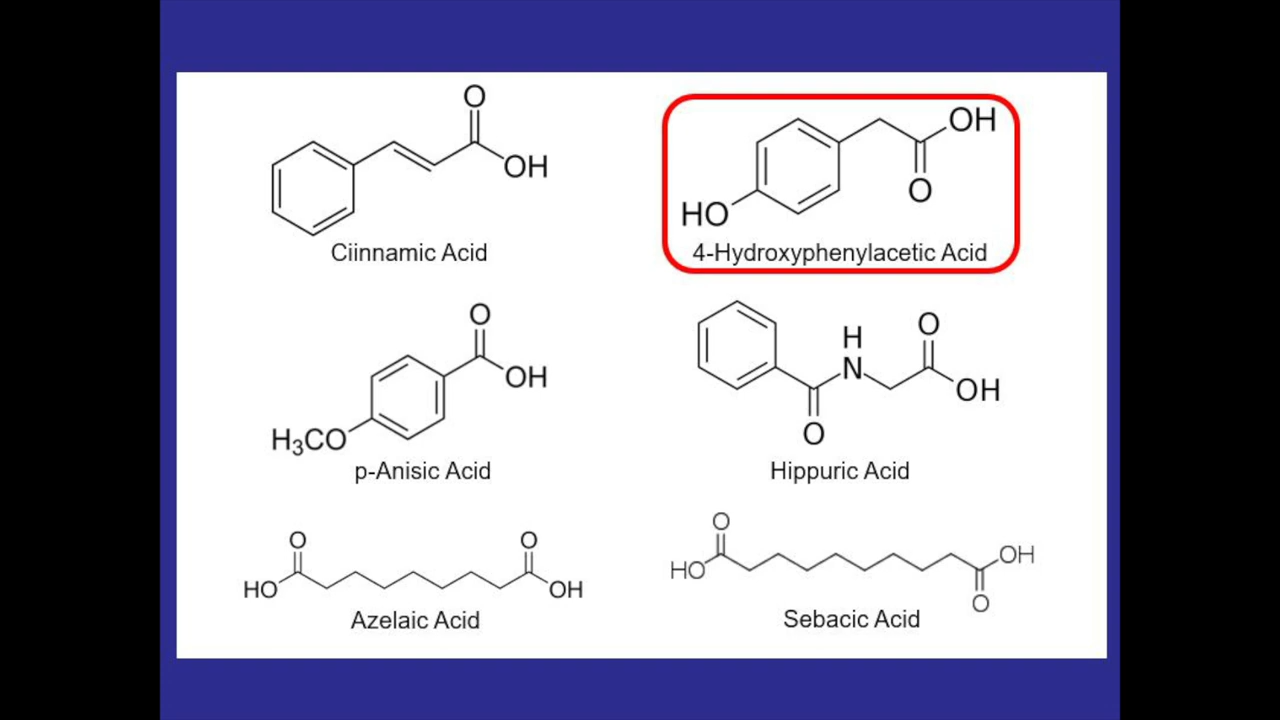 O
OH
Ciinnamic Acid
OH
O
HO
4-Hydroxyphenylacetic Acid
O
OH
H₃CO
p-Anisic Acid
H
N
O
OH
O
Hippuric Acid
O
O
HO
OH
Azelaic Acid
O
HO
OH
O
Sebacic Acid